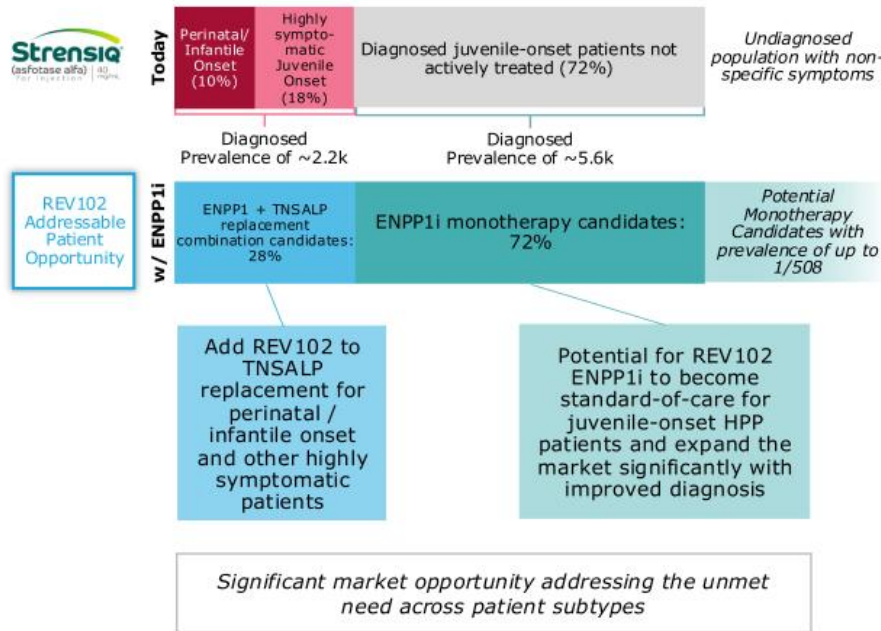 Strensiq®
(asfotase alfa) | 40
for injection | mg/mL
Today
Perinatal/
Infantile
Onset
(10%)
Highly
sympto-
matic
Juvenile
Onset
(18%)
Diagnosed juvenile-onset patients not
actively treated (72%)
Undiagnosed
population with non-
specific symptoms
Diagnosed
Prevalence of ~2.2k
Diagnosed
Prevalence of ~5.6k
REV102
Addressable
Patient
Opportunity
w/ ENPP1i
ENPP1 + TNSALP
replacement
combination candidates:
28%
ENPP1i monotherapy candidates:
72%
Potential
Monotherapy
Candidates with
prevalence of up to
1/508
Add REV102 to
TNSALP
replacement for
perinatal /
infantile onset
and other highly
symptomatic
patients
Potential for REV102
ENPP1i to become
standard-of-care for
juvenile-onset HPP
patients and expand the
market significantly with
improved diagnosis
Significant market opportunity addressing the unmet
need across patient subtypes